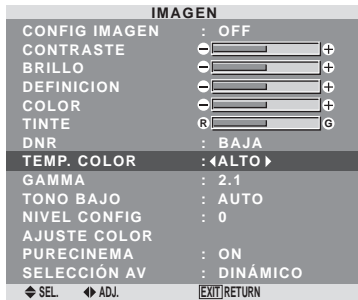 IMAGEN
CONFIG IMAGEN : OFF
CONTRASTE - +
BRILLO - +
DEFINICION - +
COLOR - +
TINTE R G
DNR : BAJA
TEMP. COLOR : ◀ALTO▶
GAMMA : 2.1
TONO BAJO : AUTO
NIVEL CONFIG : 0
AJUSTE COLOR
PURECINEMA : ON
SELECCIÓN AV : DINÁMICO
SEL. ADJ. EXIT RETURN